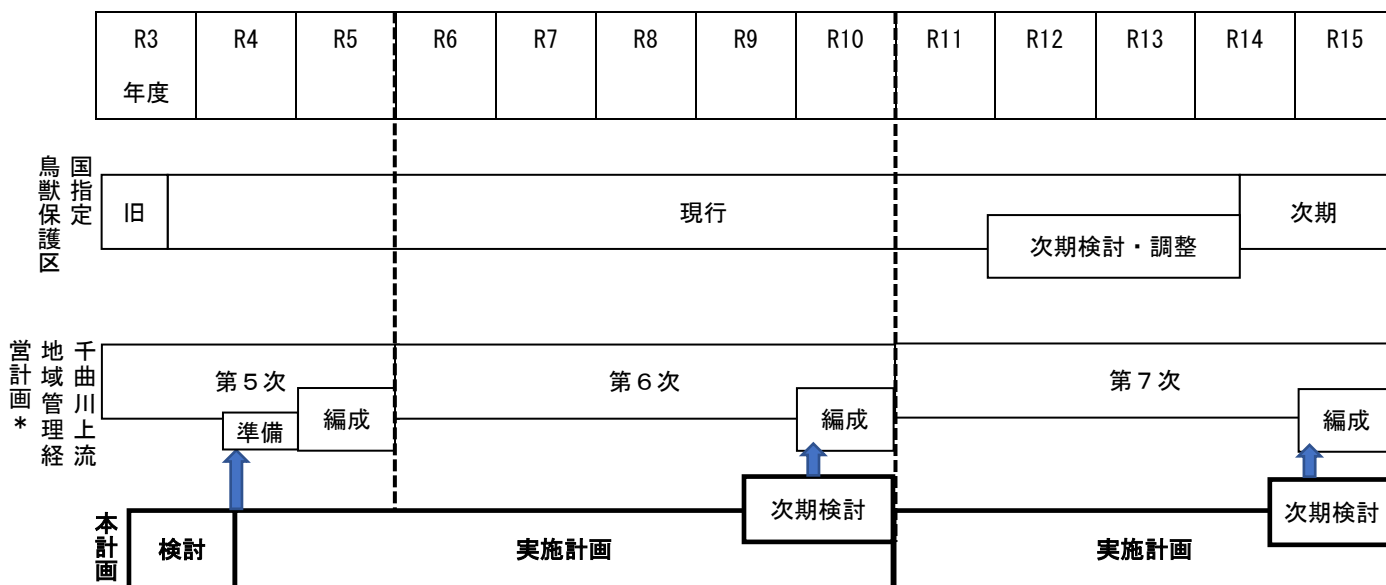 R3 R4 R5 R6 R7 R8 R9 R10 R11 R12 R13 R14 R15
年度
国指定
鳥獣保護区
旧
現行
次期検討・調整
次期
千曲川上流
地域管理経
営計画*
第5次
準備
編成
第6次
編成
第7次
編成
本計画
検討
実施計画
次期検討
実施計画
次期検討